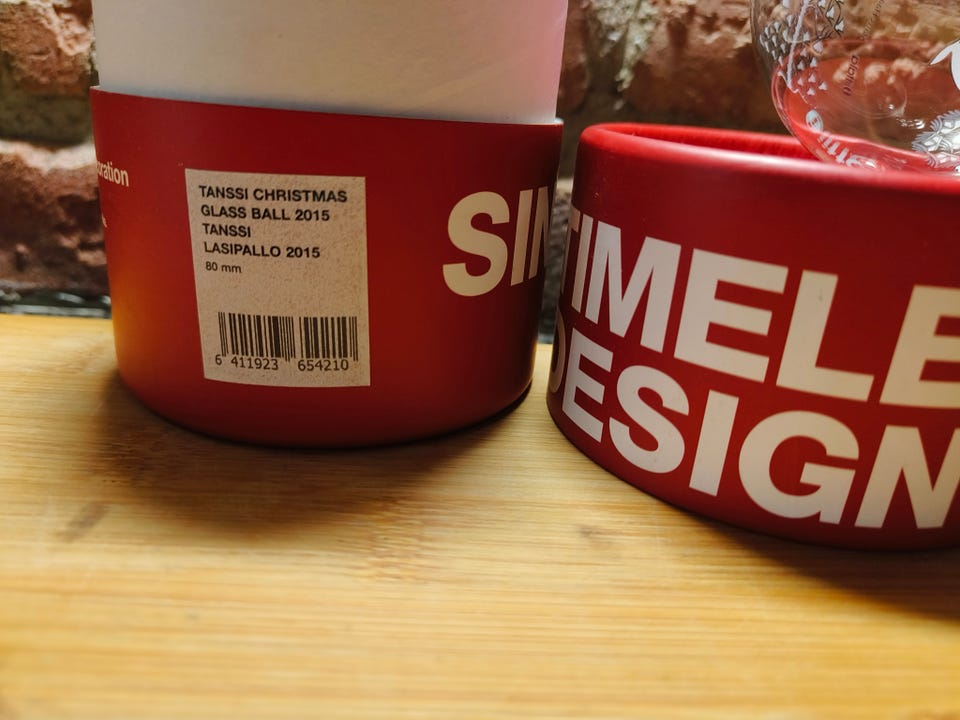 TANSSI CHRISTMAS
GLASS BALL 2015
TANSSI
LASIPALLO 2015
80 mm
6 411923 654210
TIMELE
DESIGN